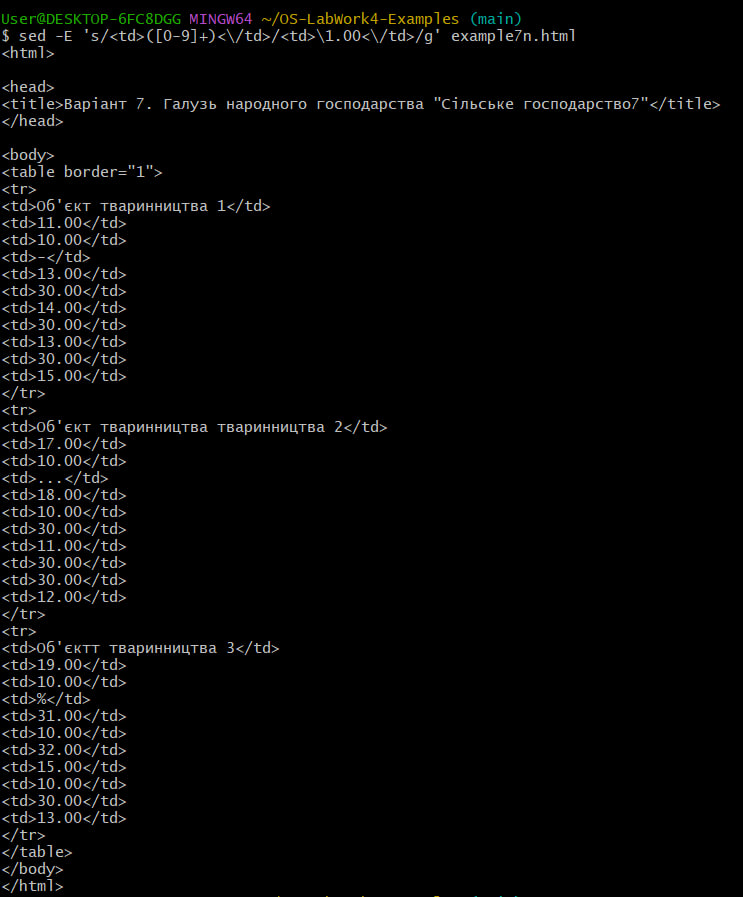 User@DESKTOP-6FC8DGG MINGW64 ~/OS-LabWork4-Examples (main)
$ sed -E 's/<td>([0-9]+)<\/td>/<td>\1.00<\/td>/g' example7n.html
<html>
<head>
<title>Варіант 7. Галузь народного господарства "Сільське господарство7"</title>
</head>
<body>
<table border="1">
<tr>
<td>Об'єкт тваринництва 1</td>
<td>11.00</td>
<td>10.00</td>
<td>-</td>
<td>13.00</td>
<td>30.00</td>
<td>14.00</td>
<td>30.00</td>
<td>13.00</td>
<td>30.00</td>
<td>15.00</td>
</tr>
<tr>
<td>Об'єкт тваринництва тваринництва 2</td>
<td>17.00</td>
<td>10.00</td>
<td>...</td>
<td>18.00</td>
<td>10.00</td>
<td>30.00</td>
<td>11.00</td>
<td>30.00</td>
<td>30.00</td>
<td>12.00</td>
</tr>
<tr>
<td>Об'єктт тваринництва 3</td>
<td>19.00</td>
<td>10.00</td>
<td>%</td>
<td>31.00</td>
<td>10.00</td>
<td>32.00</td>
<td>15.00</td>
<td>10.00</td>
<td>30.00</td>
<td>13.00</td>
</tr>
</table>
</body>
</html>